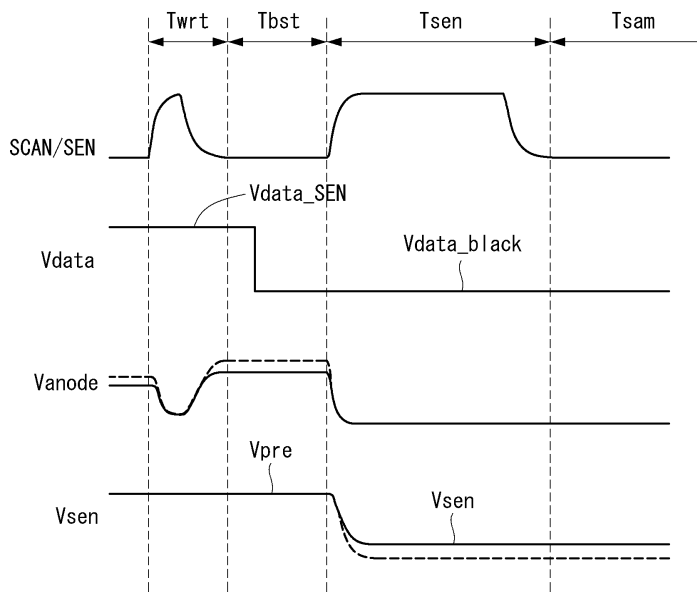 Twrt Tbst Tsen Tsam
SCAN/SEN
Vdata_SEN
Vdata
Vdata_black
Vanode
Vpre
Vsen
Vsen